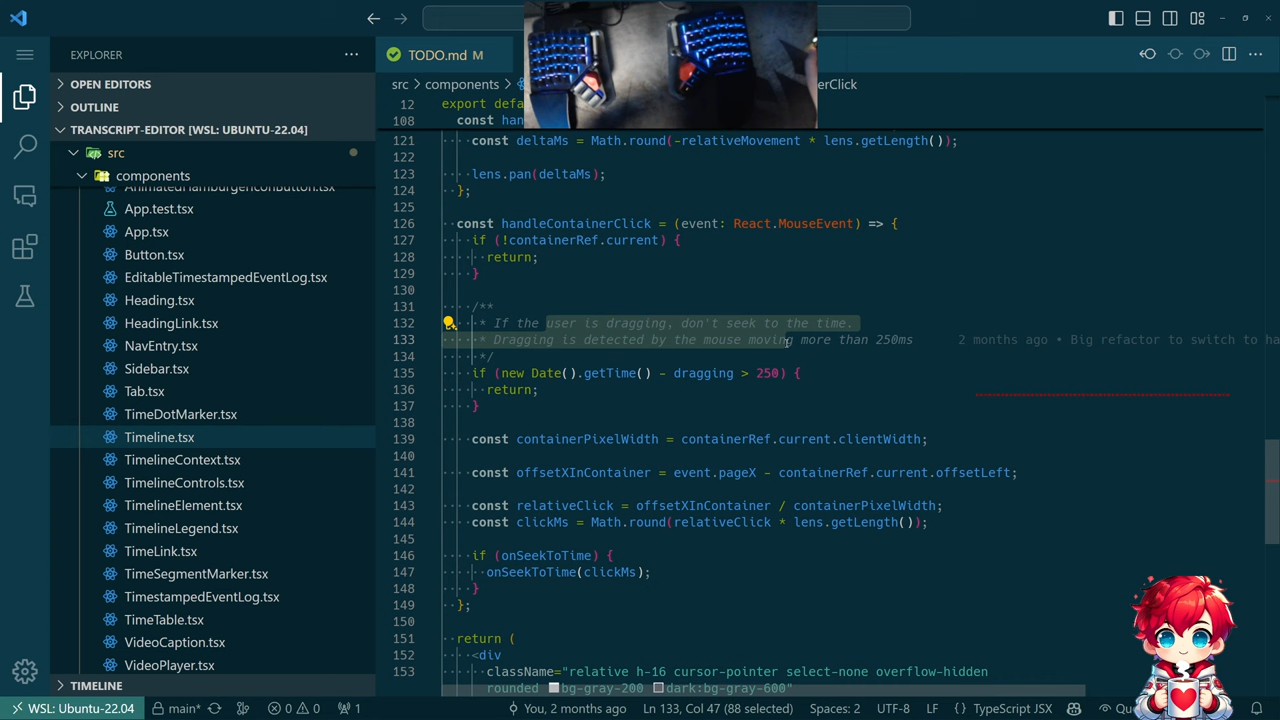 EXPLORER
TODO.md M
OPEN EDITORS
OUTLINE
TRANSCRIPT-EDITOR [WSL: UBUNTU-22.04]
src
components
AnimatedHamburgerIconButton.tsx
App.test.tsx
App.tsx
Button.tsx
EditableTimestampedEventLog.tsx
Heading.tsx
HeadingLink.tsx
NavEntry.tsx
Sidebar.tsx
Tab.tsx
TimeDotMarker.tsx
Timeline.tsx
TimelineContext.tsx
TimelineControls.tsx
TimelineElement.tsx
TimelineLegend.tsx
TimeLink.tsx
TimeSegmentMarker.tsx
TimestampedEventLog.tsx
TimeTable.tsx
VideoCaption.tsx
VideoPlayer.tsx
TIMELINE
src > components >
12 export
108 const
121 const deltaMs = Math.round(-relativeMovement * lens.getLength());
122
123 lens.pan(deltaMs);
124 };
125
126 const handleContainerClick = (event: React.MouseEvent) => {
127 if (!containerRef.current) {
128 return;
129 }
130
131 /**
132 * If the user is dragging, don't seek to the time.
133 * Dragging is detected by the mouse moving more than 250ms 2 months ago • Big refactor to switch to
134 */
135 if (new Date().getTime() - dragging > 250) {
136 return;
137 }
138
139 const containerPixelWidth = containerRef.current.clientWidth;
140
141 const offsetXInContainer = event.pageX - containerRef.current.offsetLeft;
142
143 const relativeClick = offsetXInContainer / containerPixelWidth;
144 const clickMs = Math.round(relativeClick * lens.getLength());
145
146 if (onSeekToTime) {
147 onSeekToTime(clickMs);
148 }
149 };
150
151 return (
152 <div
153 className="relative h-16 cursor-pointer select-none overflow-hidden
rounded bg-gray-200 dark:bg-gray-600"
WSL: Ubuntu-22.04 main* 0 0 1 You, 2 months ago Ln 133, Col 47 (88 selected) Spaces: 2 UTF-8 LF {} TypeScript JSX